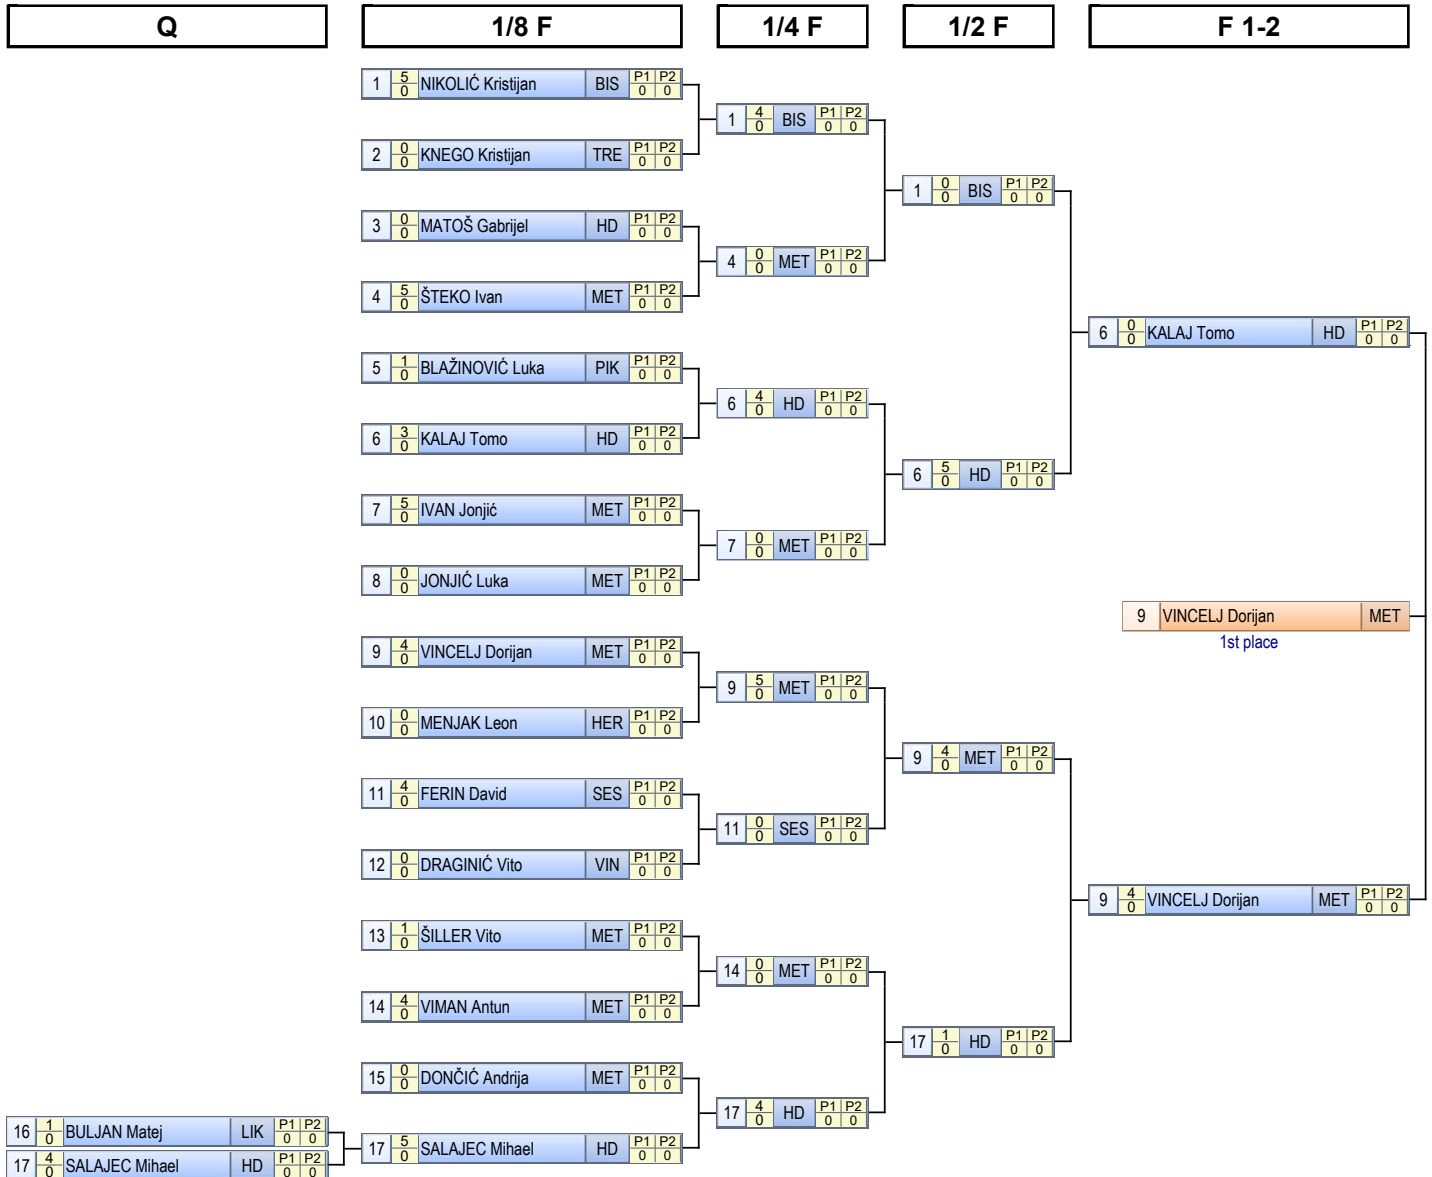 Q 1/8 F 1/4 F 1/2 F F 1-2
1 5 0 NIKOLIĆ Kristijan BIS P1 P2 0 0
1 4 0 BIS P1 P2 0 0
2 0 0 KNEGO Kristijan TRE P1 P2 0 0
1 0 0 BIS P1 P2 0 0
3 0 0 MATOŠ Gabrijel HD P1 P2 0 0
4 0 0 MET P1 P2 0 0
4 5 0 ŠTEKO Ivan MET P1 P2 0 0
6 0 0 KALAJ Tomo HD P1 P2 0 0
5 1 0 BLAŽINOVIĆ Luka PIK P1 P2 0 0
6 4 0 HD P1 P2 0 0
6 3 0 KALAJ Tomo HD P1 P2 0 0
6 5 0 HD P1 P2 0 0
7 5 0 IVAN Jonjić MET P1 P2 0 0
7 0 0 MET P1 P2 0 0
8 0 0 JONJIĆ Luka MET P1 P2 0 0
9 VINCELJ Dorijan MET
1st place
9 4 0 VINCELJ Dorijan MET P1 P2 0 0
9 5 0 MET P1 P2 0 0
10 0 0 MENJAK Leon HER P1 P2 0 0
9 4 0 MET P1 P2 0 0
11 4 0 FERIN David SES P1 P2 0 0
11 0 0 SES P1 P2 0 0
12 0 0 DRAGINIĆ Vito VIN P1 P2 0 0
9 4 0 VINCELJ Dorijan MET P1 P2 0 0
13 1 0 ŠILLER Vito MET P1 P2 0 0
14 0 0 MET P1 P2 0 0
14 4 0 VIMAN Antun MET P1 P2 0 0
17 1 0 HD P1 P2 0 0
15 0 0 DONČIĆ Andrija MET P1 P2 0 0
17 4 0 HD P1 P2 0 0
16 1 0 BULJAN Matej LIK P1 P2 0 0
17 5 0 SALAJEC Mihael HD P1 P2 0 0
17 4 0 SALAJEC Mihael HD P1 P2 0 0